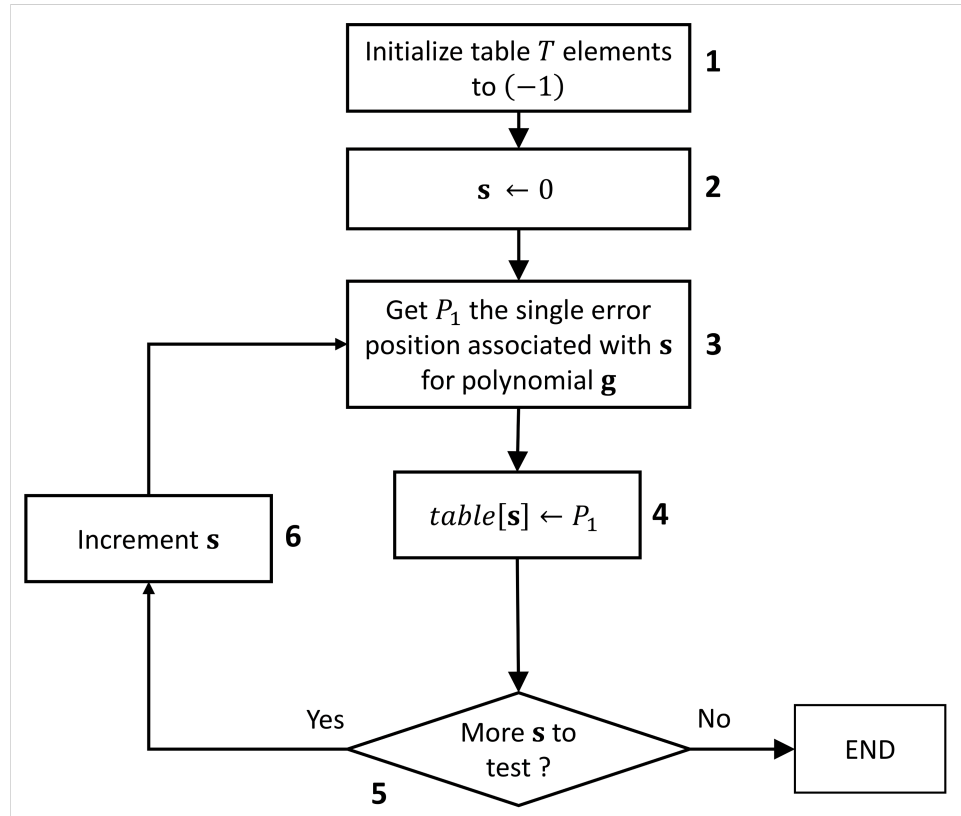 Initialize table T elements
to (−1)
1
s ← 0
2
Get P₁ the single error
position associated with s
for polynomial g
3
table[s] ← P₁
4
Increment s
6
Yes
More s to
test ?
5
No
END